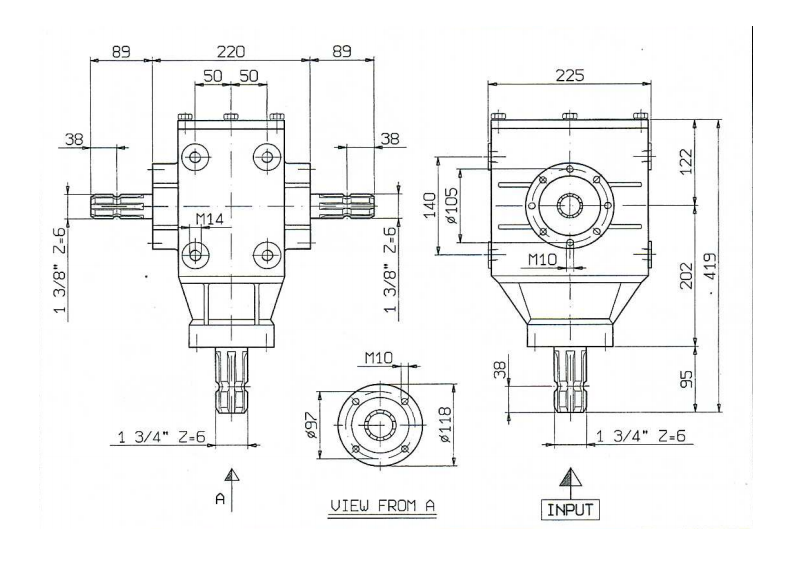 89 220 89
50 50
38 38
M14
1 3/8" Z=6
1 3/8" Z=6
1 3/4" Z=6
A
M10
ø97
ø118
VIEW FROM A
225
140
ø105
M10
122
202
419
95
38
1 3/4" Z=6
INPUT